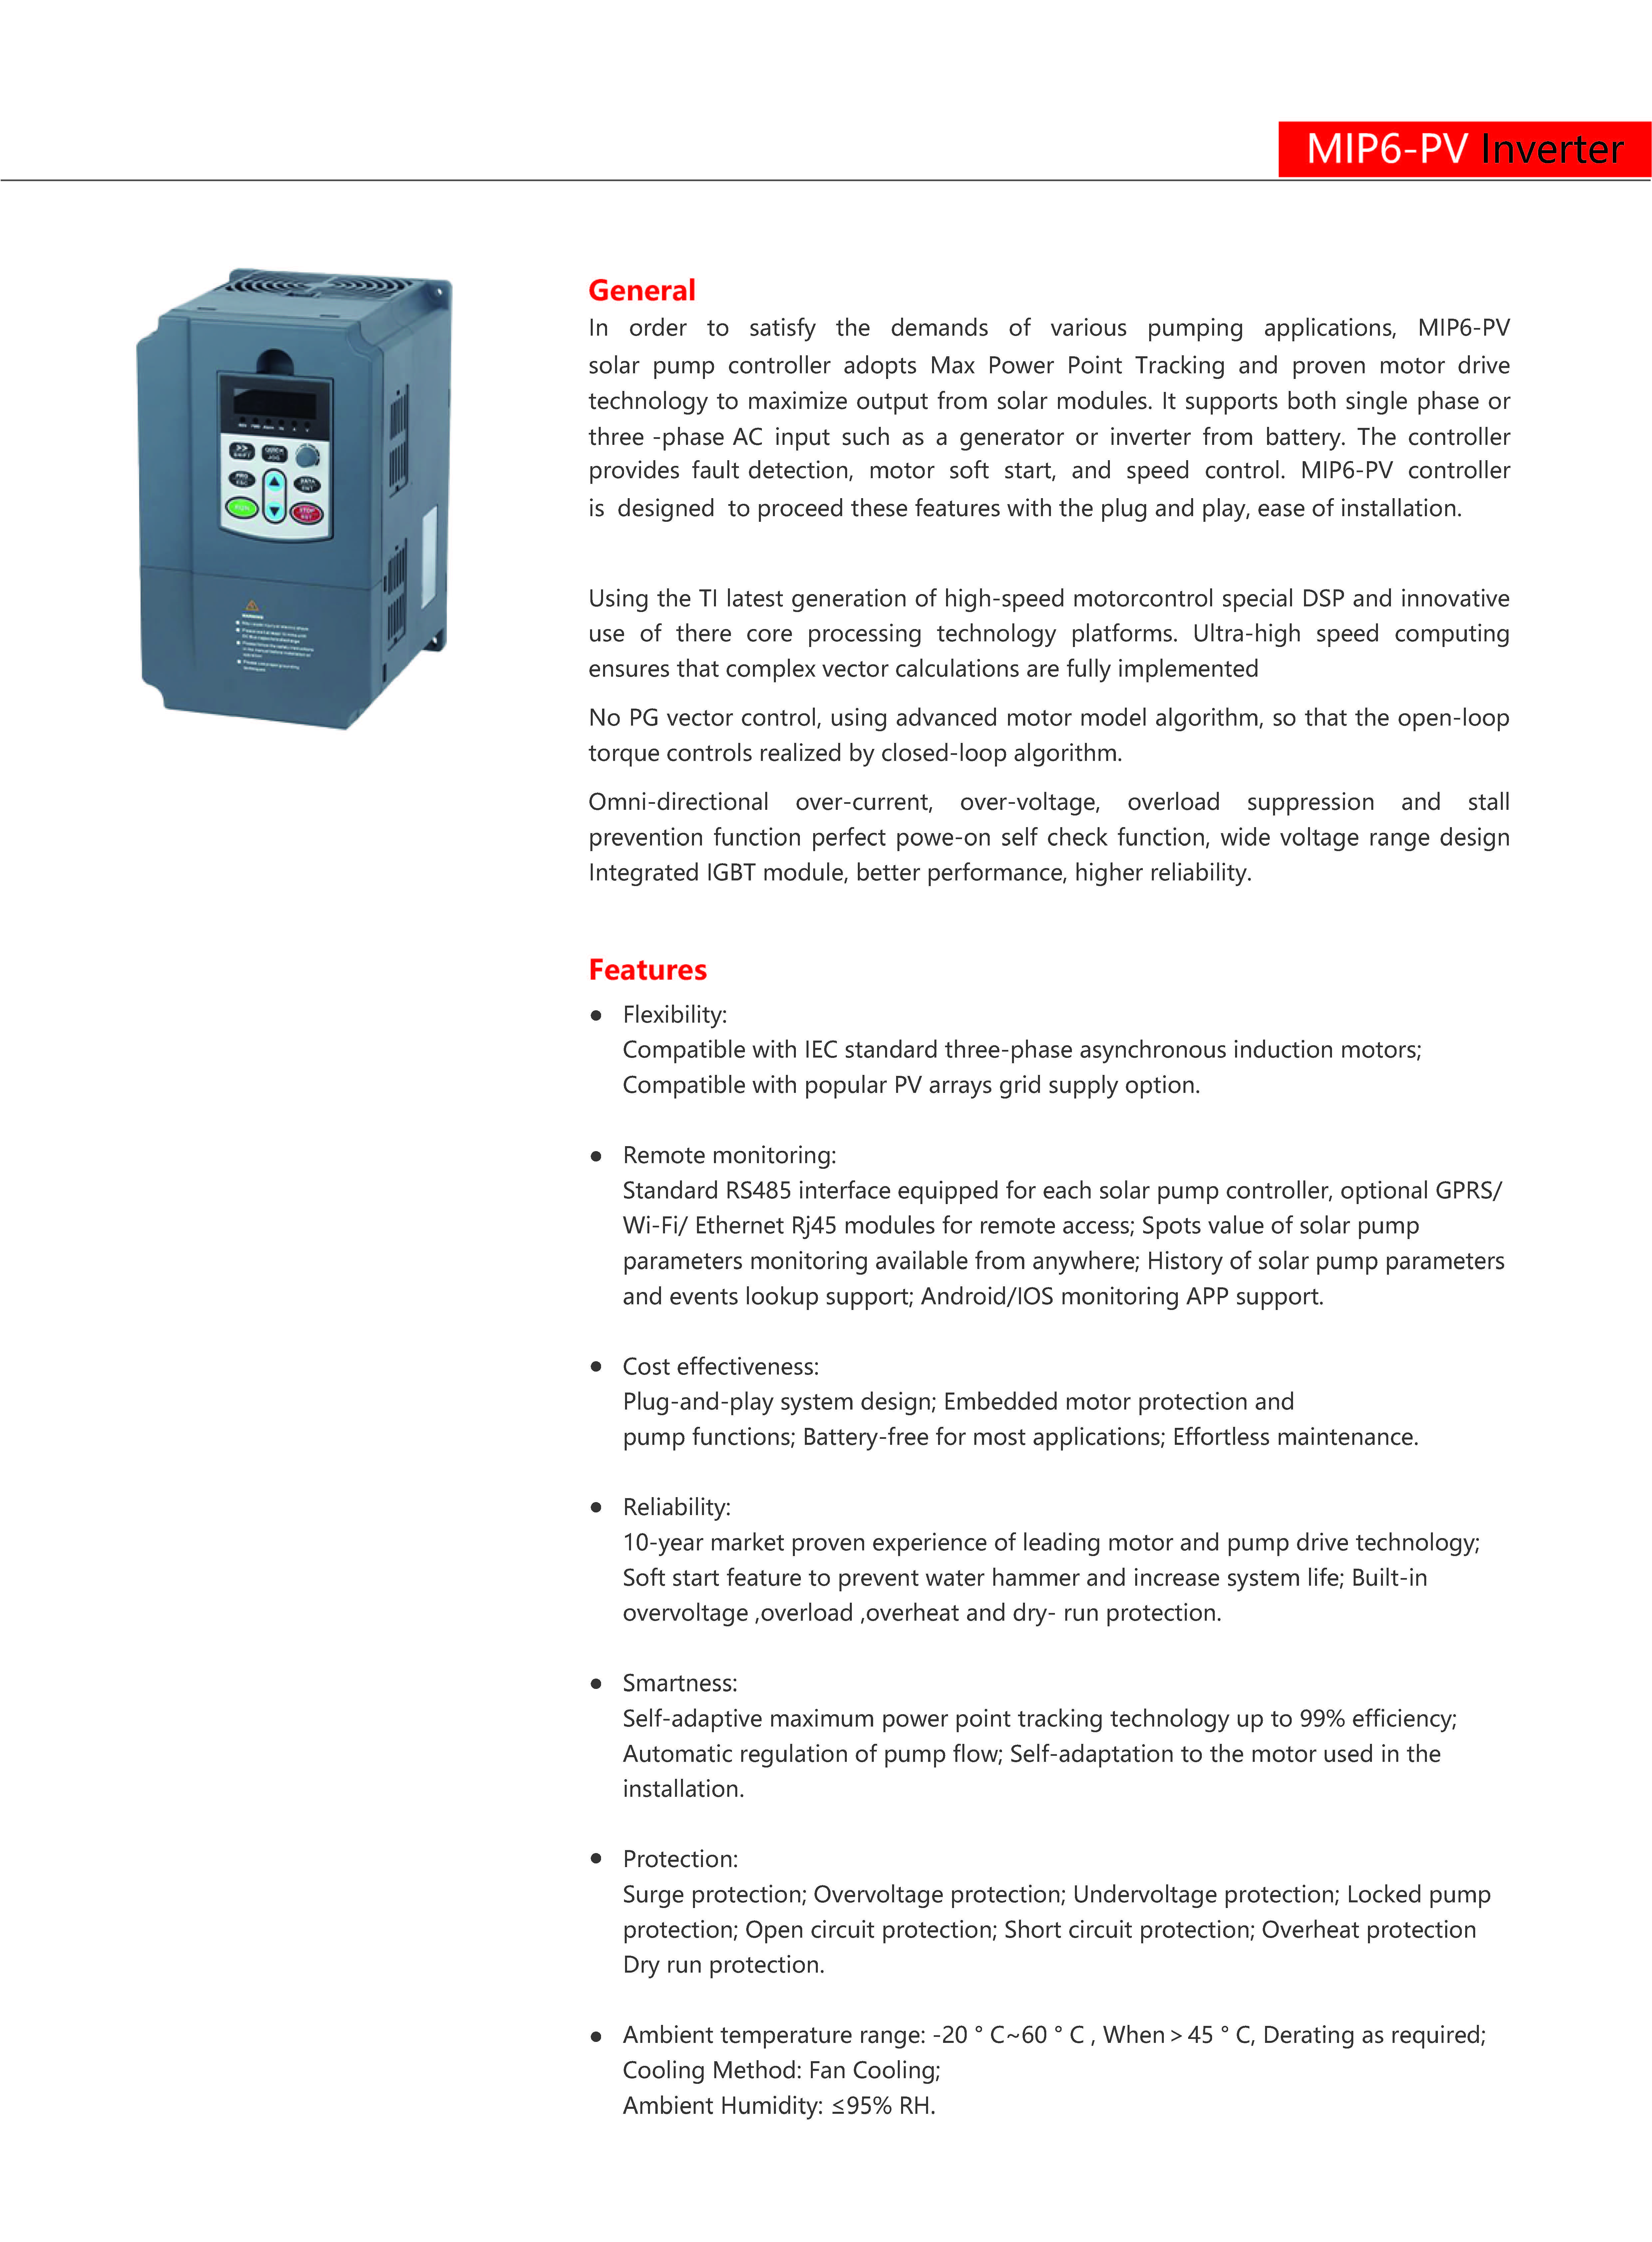 MIP6-PV Inverter
General
In order to satisfy the demands of various pumping applications, MIP6-PV
solar pump controller adopts Max Power Point Tracking and proven motor drive
technology to maximize output from solar modules. It supports both single phase or
three -phase AC input such as a generator or inverter from battery. The controller
provides fault detection, motor soft start, and speed control. MIP6-PV controller
is designed to proceed these features with the plug and play, ease of installation.
Using the TI latest generation of high-speed motorcontrol special DSP and innovative
use of there core processing technology platforms. Ultra-high speed computing
ensures that complex vector calculations are fully implemented
No PG vector control, using advanced motor model algorithm, so that the open-loop
torque controls realized by closed-loop algorithm.
Omni-directional over-current, over-voltage, overload suppression and stall
prevention function perfect powe-on self check function, wide voltage range design
Integrated IGBT module, better performance, higher reliability.
Features
● Flexibility:
Compatible with IEC standard three-phase asynchronous induction motors;
Compatible with popular PV arrays grid supply option.
● Remote monitoring:
Standard RS485 interface equipped for each solar pump controller, optional GPRS/
Wi-Fi/ Ethernet Rj45 modules for remote access; Spots value of solar pump
parameters monitoring available from anywhere; History of solar pump parameters
and events lookup support; Android/IOS monitoring APP support.
● Cost effectiveness:
Plug-and-play system design; Embedded motor protection and
pump functions; Battery-free for most applications; Effortless maintenance.
● Reliability:
10-year market proven experience of leading motor and pump drive technology;
Soft start feature to prevent water hammer and increase system life; Built-in
overvoltage ,overload ,overheat and dry- run protection.
● Smartness:
Self-adaptive maximum power point tracking technology up to 99% efficiency;
Automatic regulation of pump flow; Self-adaptation to the motor used in the
installation.
● Protection:
Surge protection; Overvoltage protection; Undervoltage protection; Locked pump
protection; Open circuit protection; Short circuit protection; Overheat protection
Dry run protection.
● Ambient temperature range: -20 ° C~60 ° C , When＞45 ° C, Derating as required;
Cooling Method: Fan Cooling;
Ambient Humidity: ≤95% RH.